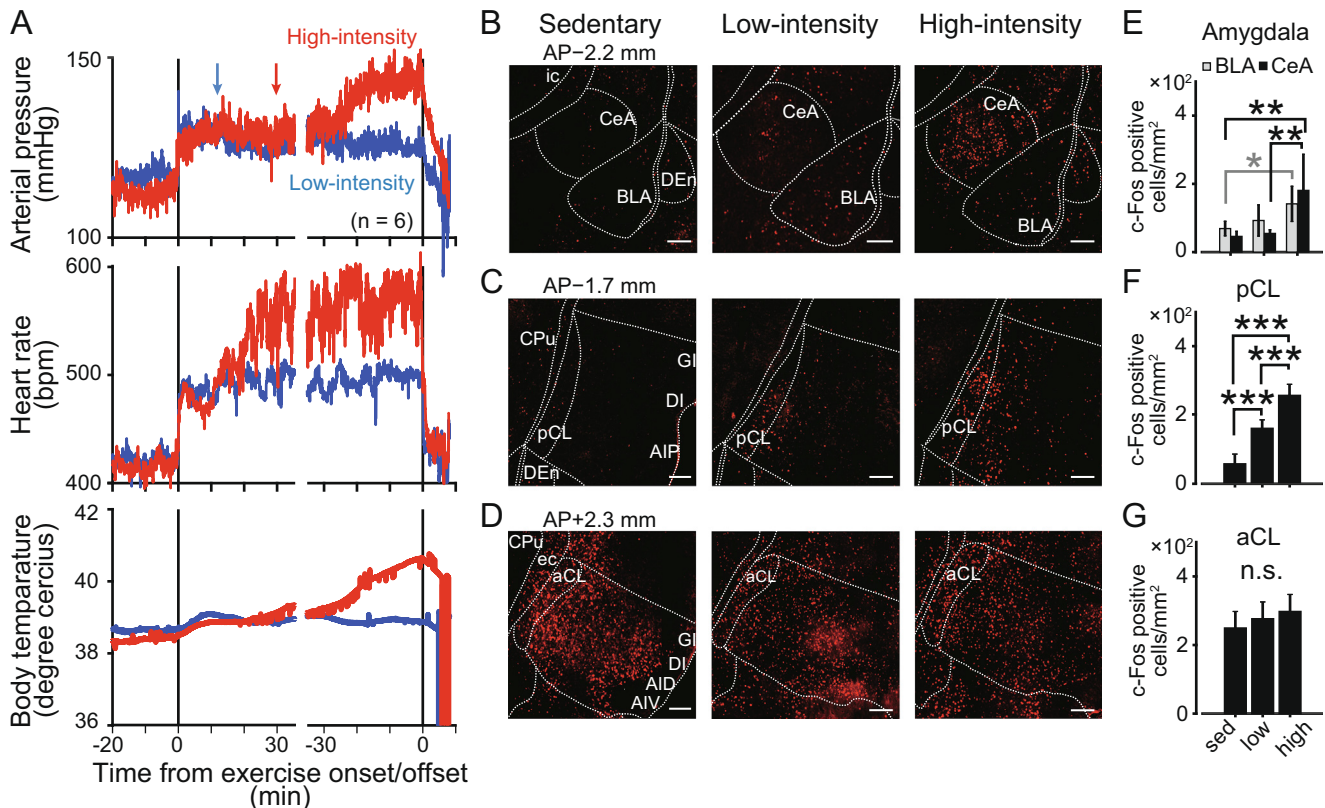 A
High-intensity
Low-intensity
(n = 6)
Arterial pressure
(mmHg)
150
100
Heart rate
(bpm)
600
500
400
Body temparature
(degree cercius)
42
40
38
36
-20 0 30 -30 0
Time from exercise onset/offset
(min)
B Sedentary Low-intensity High-intensity
AP−2.2 mm
ic
CeA
BLA
DEn
CeA
BLA
CeA
BLA
C AP−1.7 mm
CPu
GI
DI
pCL
AIP
DEn
pCL
pCL
D AP+2.3 mm
CPu
ec
aCL
GI
DI
AID
AIV
aCL
aCL
E
Amygdala
BLA CeA
×10²
c-Fos positive
cells/mm²
4
2
0
**
**
*
F
pCL
×10²
c-Fos positive
cells/mm²
4
2
0
***
***
***
G
aCL
×10²
n.s.
c-Fos positive
cells/mm²
4
2
0
sed low high